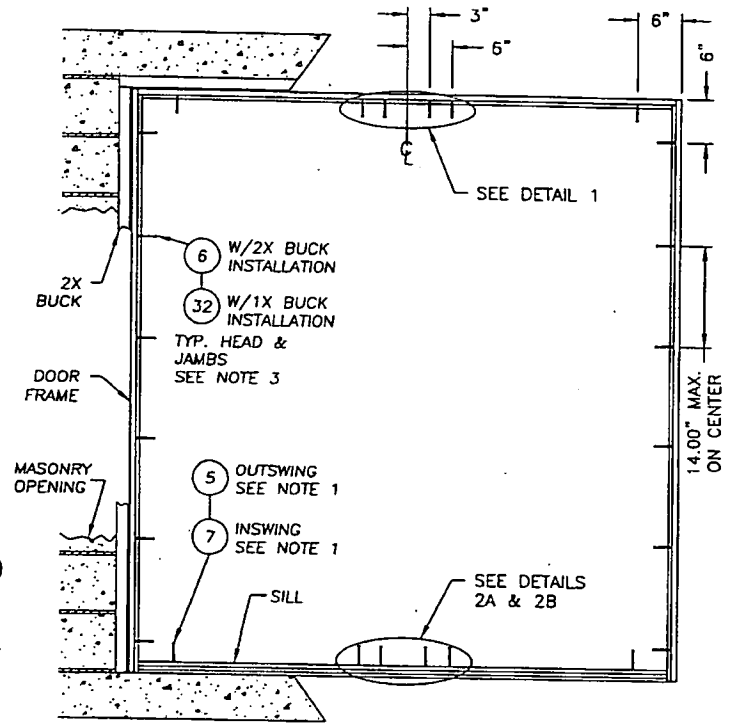 3"
6"
6"
6"
℄
SEE DETAIL 1
6
W/2X BUCK
INSTALLATION
2X
BUCK
32
W/1X BUCK
INSTALLATION
TYP. HEAD &
JAMBS
SEE NOTE 3
DOOR
FRAME
14.00" MAX.
ON CENTER
MASONRY
OPENING
5
OUTSWING
SEE NOTE 1
7
INSWING
SEE NOTE 1
SILL
SEE DETAILS
2A & 2B